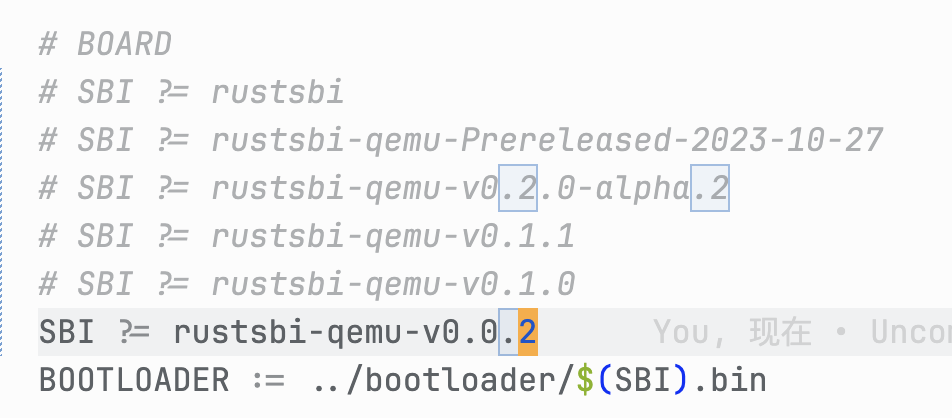 # BOARD
# SBI ?= rustsbi
# SBI ?= rustsbi-qemu-Prereleased-2023-10-27
# SBI ?= rustsbi-qemu-v0.2.0-alpha.2
# SBI ?= rustsbi-qemu-v0.1.1
# SBI ?= rustsbi-qemu-v0.1.0
SBI ?= rustsbi-qemu-v0.0.2 You, 现在 • Uncon
BOOTLOADER := ../bootloader/$(SBI).bin